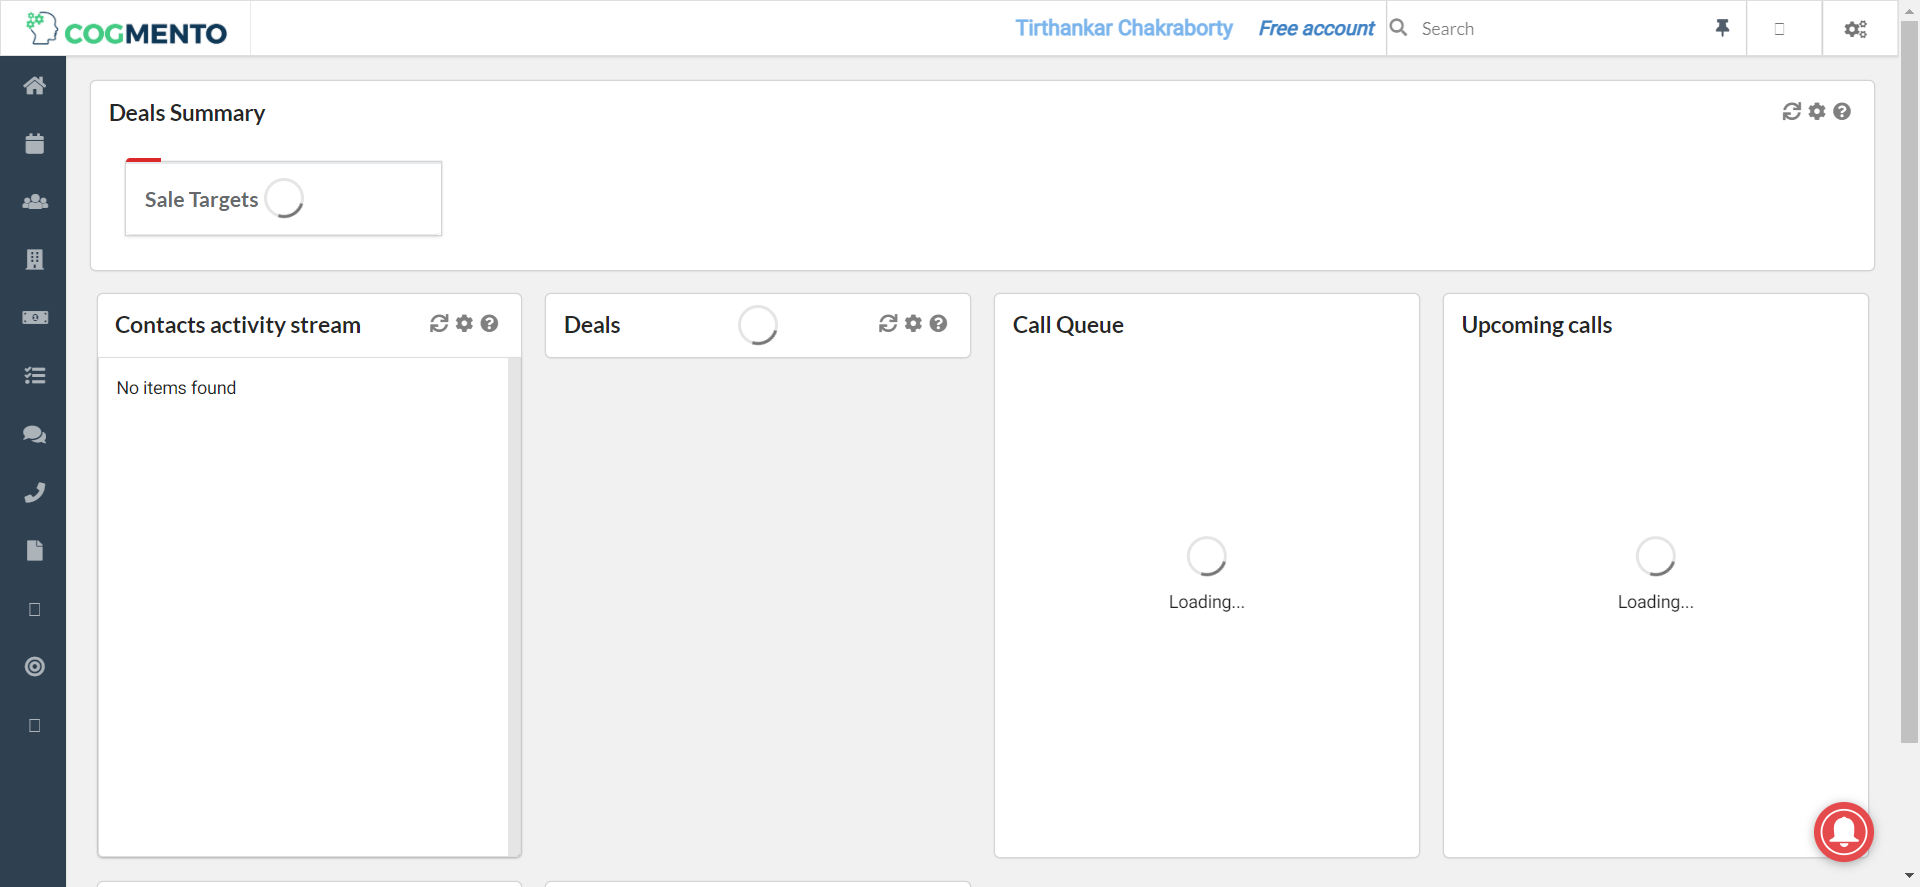 COGMENTO
Tirthankar Chakraborty Free account Search
Deals Summary
Sale Targets
Contacts activity stream
Deals
Call Queue
Upcoming calls
No items found
Loading...
Loading...